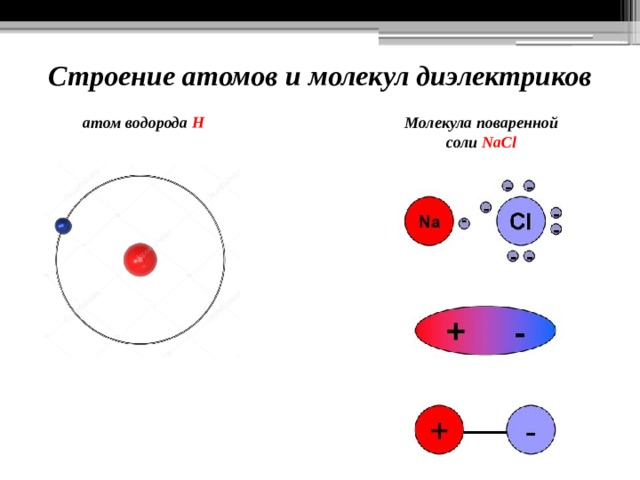 Строение атомов и молекул диэлектриков
атом водорода H
Молекула поваренной
соли NaCl
Na
Cl
+ -
+ -